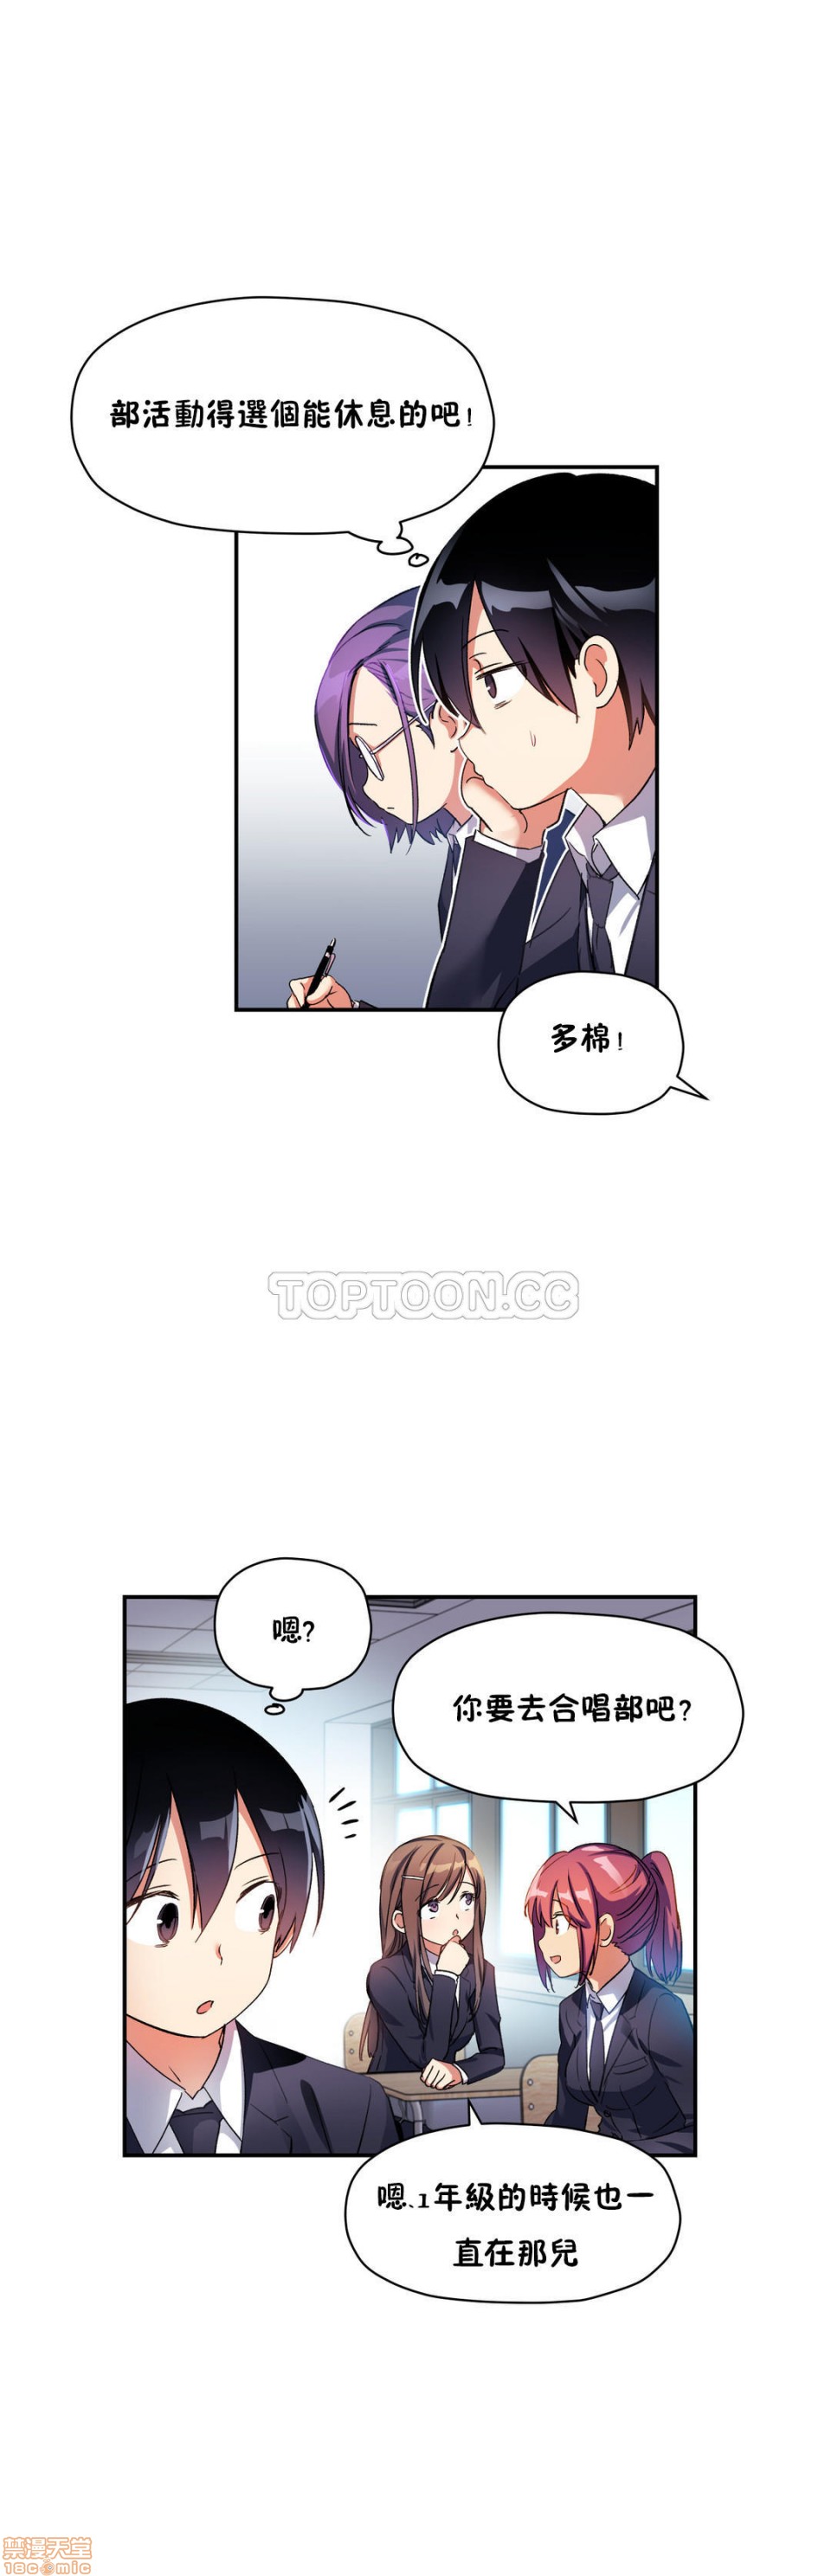 部活動得選個能休息的吧!
多棉!
TOPTOON.CC
嗯?
你要去合唱部吧?
嗯、1年級的時候也一
直在那兒
禁漫天堂
18comic